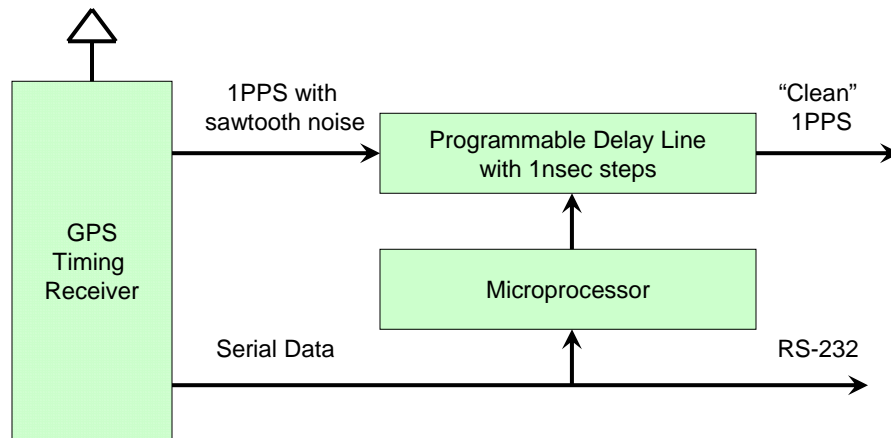 1PPS with
sawtooth noise
“Clean”
1PPS
Programmable Delay Line
with 1nsec steps
GPS
Timing
Receiver
Microprocessor
Serial Data
RS-232